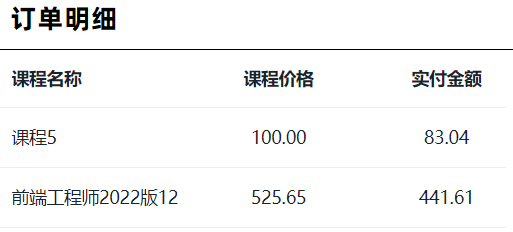 订单明细
课程名称 课程价格 实付金额
课程5 100.00 83.04
前端工程师2022版12 525.65 441.61